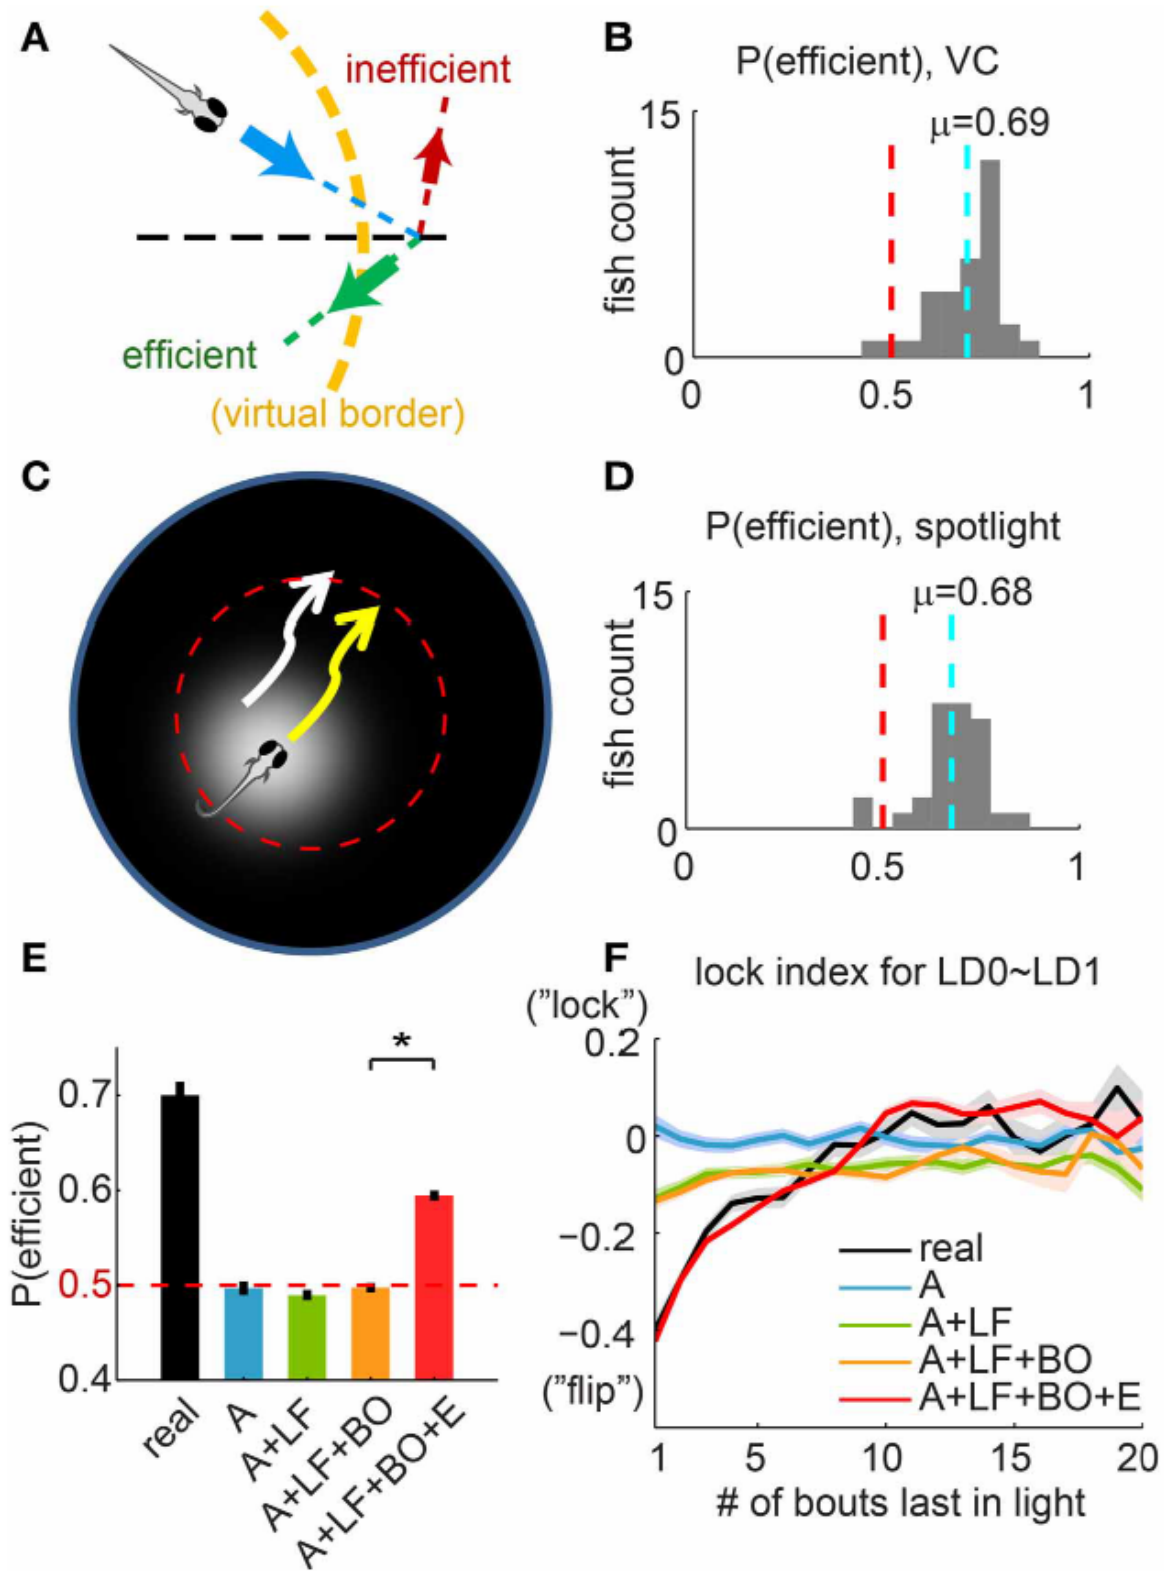 A
inefficient
efficient
(virtual border)
B
P(efficient), VC
μ=0.69
15
fish count
0
0 0.5 1
C
D
P(efficient), spotlight
μ=0.68
15
fish count
0
0 0.5 1
E
P(efficient)
0.7
0.6
0.5
0.4
*
real
A
A+LF
A+LF+BO
A+LF+BO+E
F
lock index for LD0~LD1
("lock")
0.2
0
−0.2
−0.4
("flip")
real
A
A+LF
A+LF+BO
A+LF+BO+E
1 5 10 15 20
# of bouts last in light